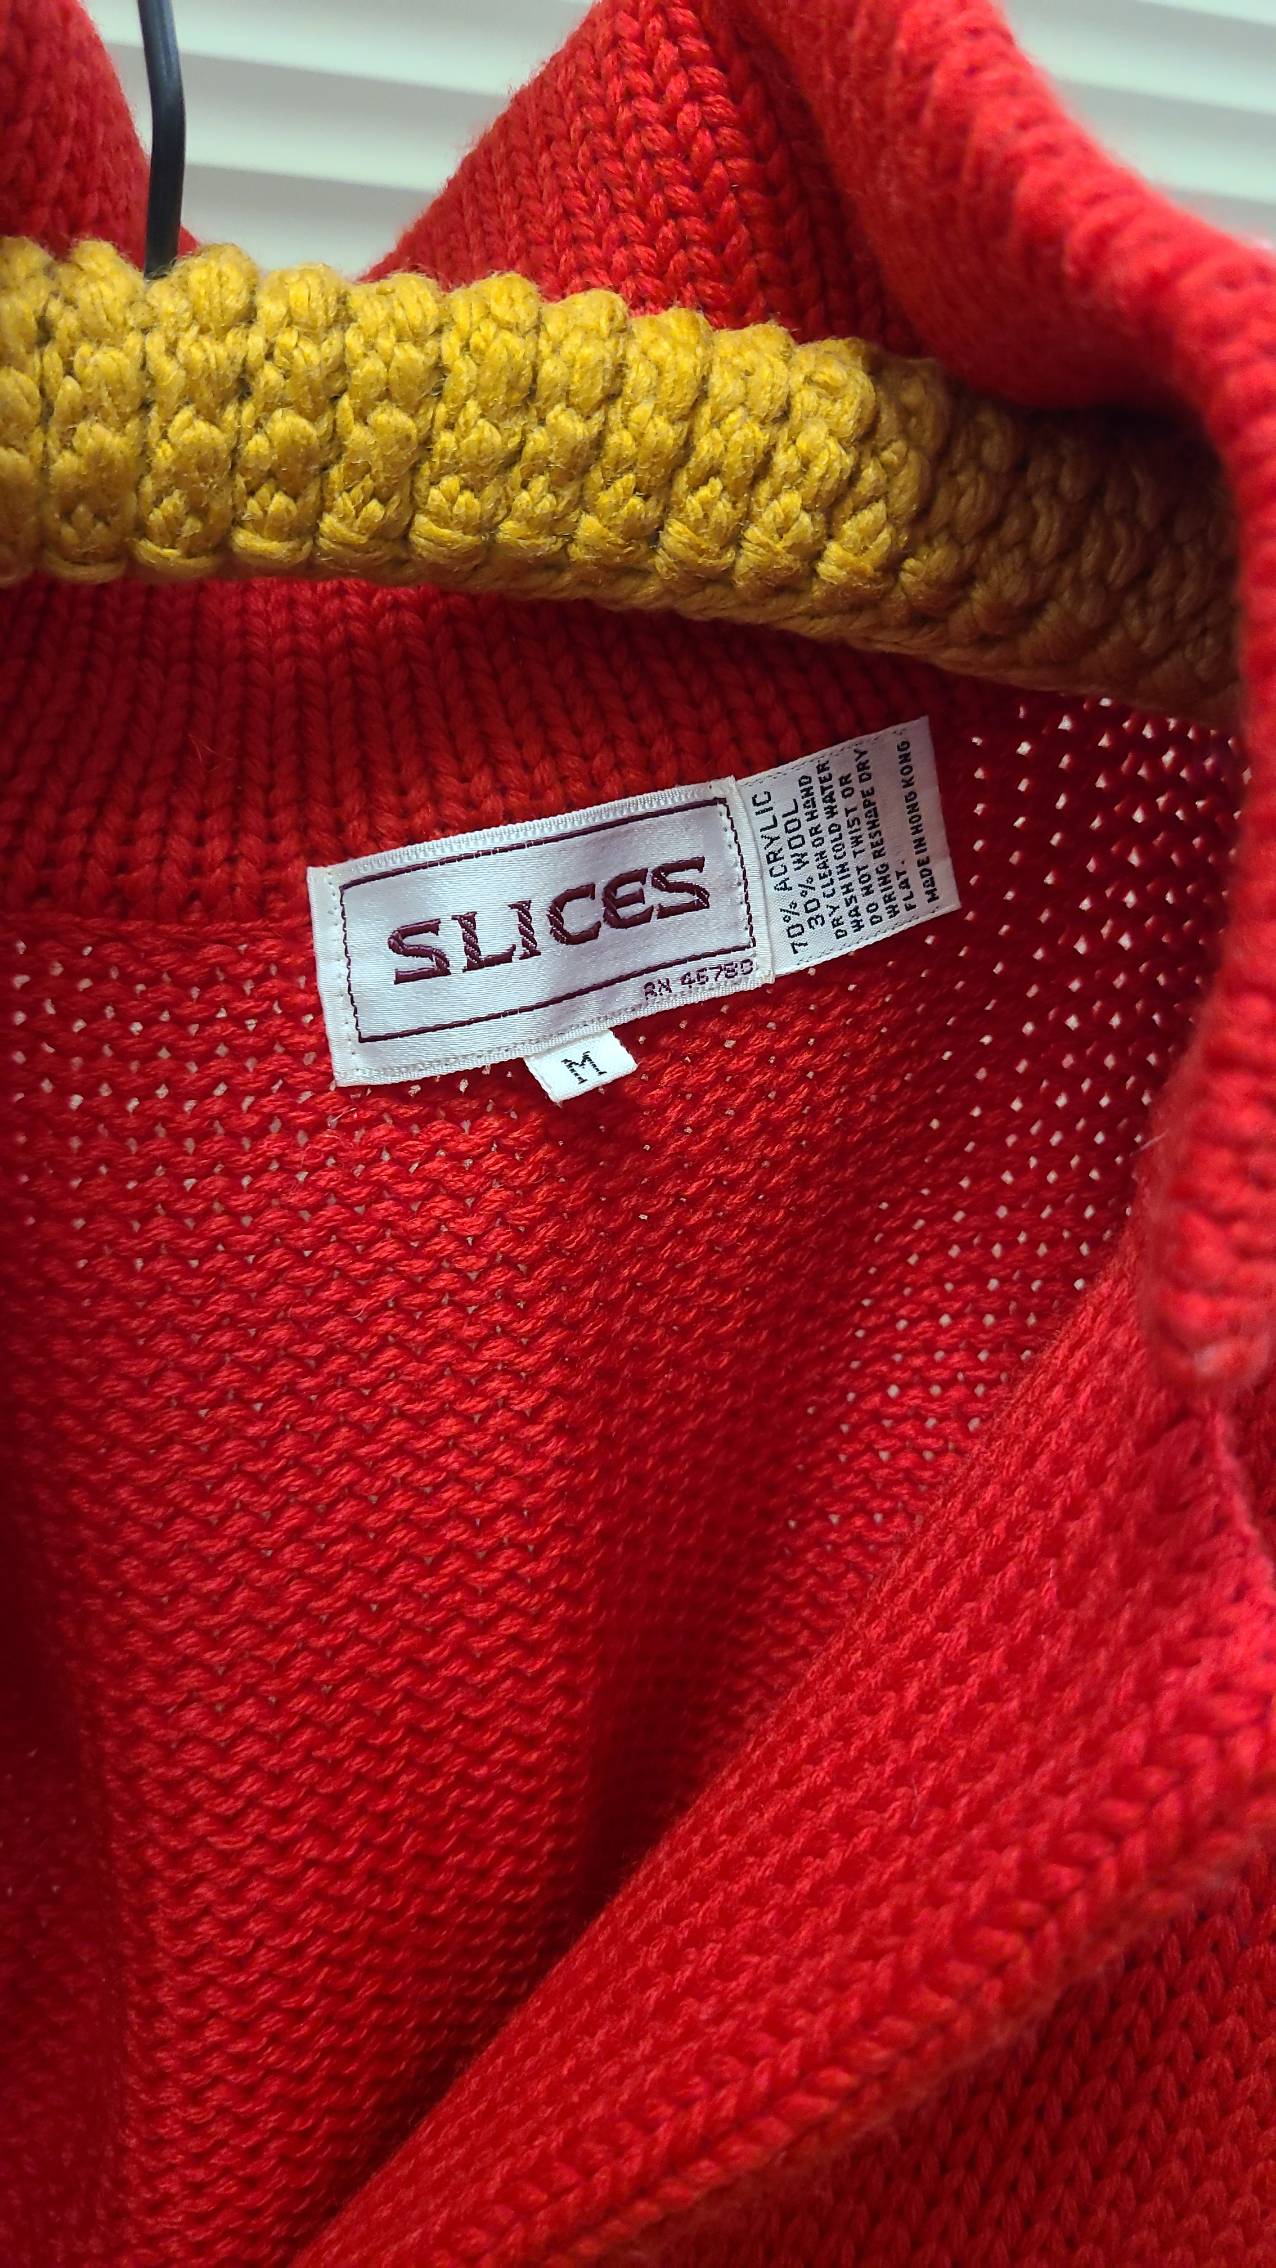 SLICES
RN 46780
M
70% ACRYLIC
30% WOOL
DRY CLEAN OR HAND
WASH IN COLD WATER
DO NOT TWIST OR
WRING RESHAPE DRY
FLAT.
MADE IN HONG KONG